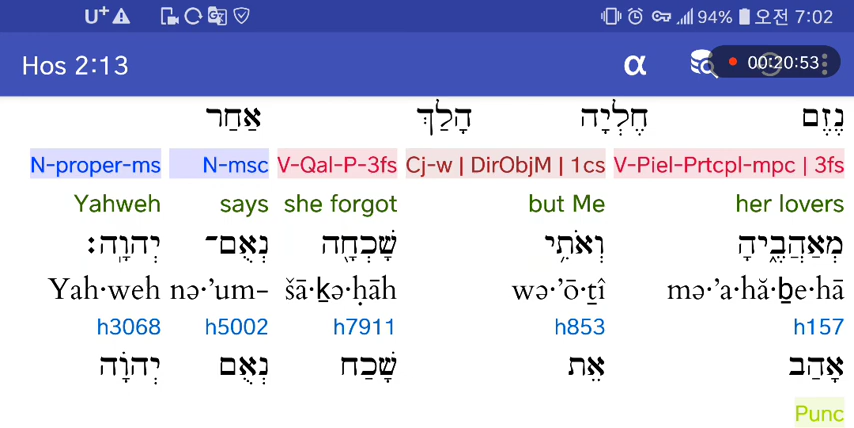 U+ 94% 오전 7:02
Hos 2:13 α 00:20:53
נֶזֶם חֶלְיָה הָלַךְ אַחַר
N-proper-ms N-msc V-Qal-P-3fs Cj-w | DirObjM | 1cs V-Piel-Prtcpl-mpc | 3fs
Yahweh says she forgot but Me her lovers
מְאַהֲבֶ֑יהָ וְאֹתִ֥י שָׁכְחָ֖ה נְאֻם־ יְהוָֽה׃
Yah·weh nə·’um- šā·ḵə·ḥāh wə·’ō·ṯî mə·’a·hă·ḇe·hā
h3068 h5002 h7911 h853 h157
אָהַב אֵת שָׁכַח נְאֻם יְהֹוָה
Punc